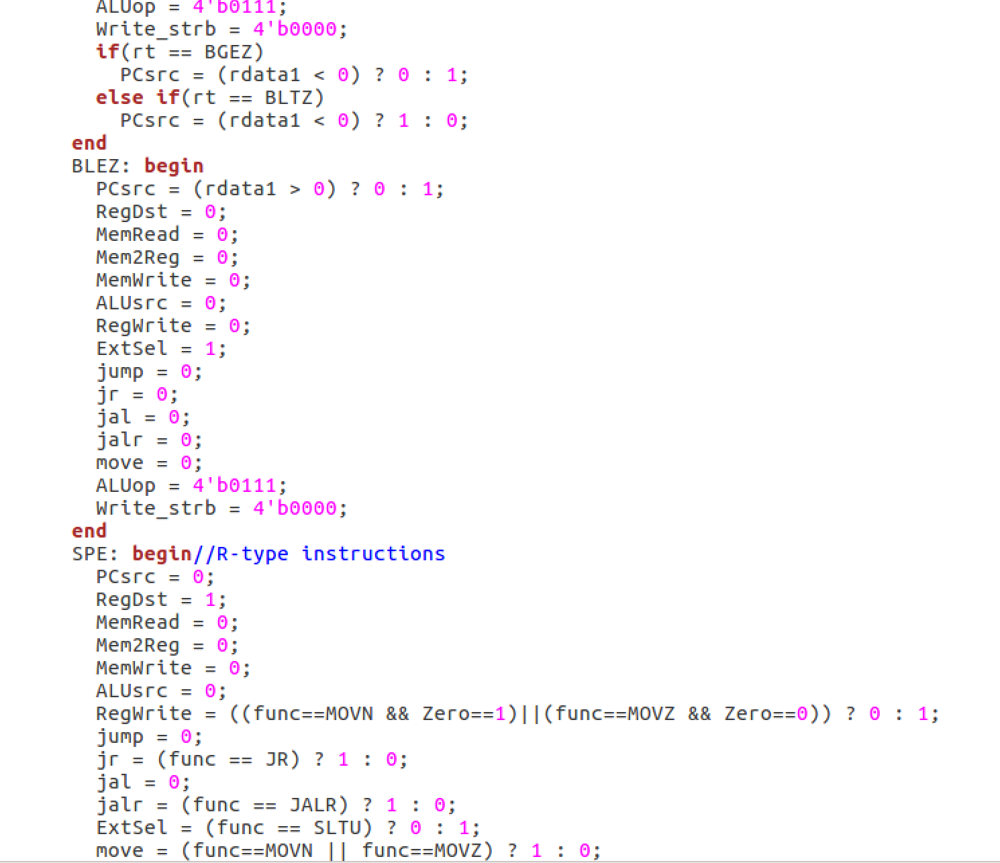 ALUop = 4'b0111;
Write_strb = 4'b0000;
if(rt == BGEZ)
PCsrc = (rdata1 < 0) ? 0 : 1;
else if(rt == BLTZ)
PCsrc = (rdata1 < 0) ? 1 : 0;
end
BLEZ: begin
PCsrc = (rdata1 > 0) ? 0 : 1;
RegDst = 0;
MemRead = 0;
Mem2Reg = 0;
MemWrite = 0;
ALUsrc = 0;
RegWrite = 0;
ExtSel = 1;
jump = 0;
jr = 0;
jal = 0;
jalr = 0;
move = 0;
ALUop = 4'b0111;
Write_strb = 4'b0000;
end
SPE: begin//R-type instructions
PCsrc = 0;
RegDst = 1;
MemRead = 0;
Mem2Reg = 0;
MemWrite = 0;
ALUsrc = 0;
RegWrite = ((func==MOVN && Zero==1)||(func==MOVZ && Zero==0)) ? 0 : 1;
jump = 0;
jr = (func == JR) ? 1 : 0;
jal = 0;
jalr = (func == JALR) ? 1 : 0;
ExtSel = (func == SLTU) ? 0 : 1;
move = (func==MOVN || func==MOVZ) ? 1 : 0;